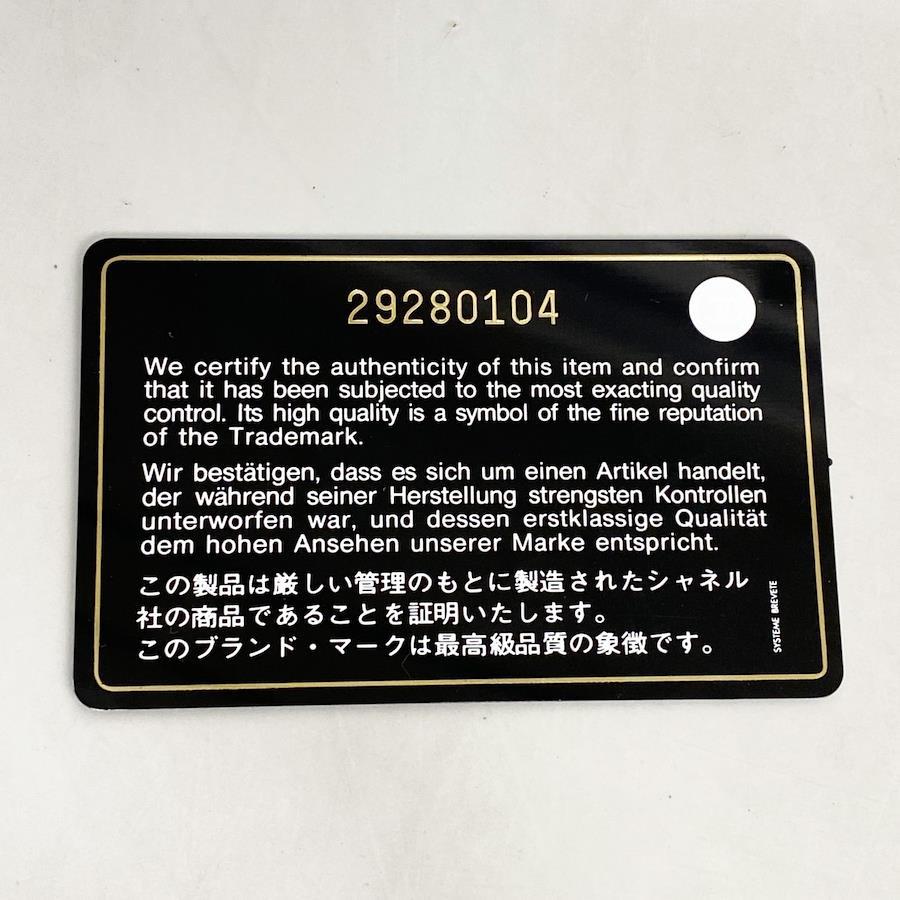 29280104
We certify the authenticity of this item and confirm
that it has been subjected to the most exacting quality
control. Its high quality is a symbol of the fine reputation
of the Trademark.
Wir bestätigen, dass es sich um einen Artikel handelt,
der während seiner Herstellung strengsten Kontrollen
unterworfen war, und dessen erstklassige Qualität
dem hohen Ansehen unserer Marke entspricht.
この製品は厳しい管理のもとに製造されたシャネル
社の商品であることを証明いたします。
このブランド・マークは最高級品質の象徴です。
SYSTEME BREVETE